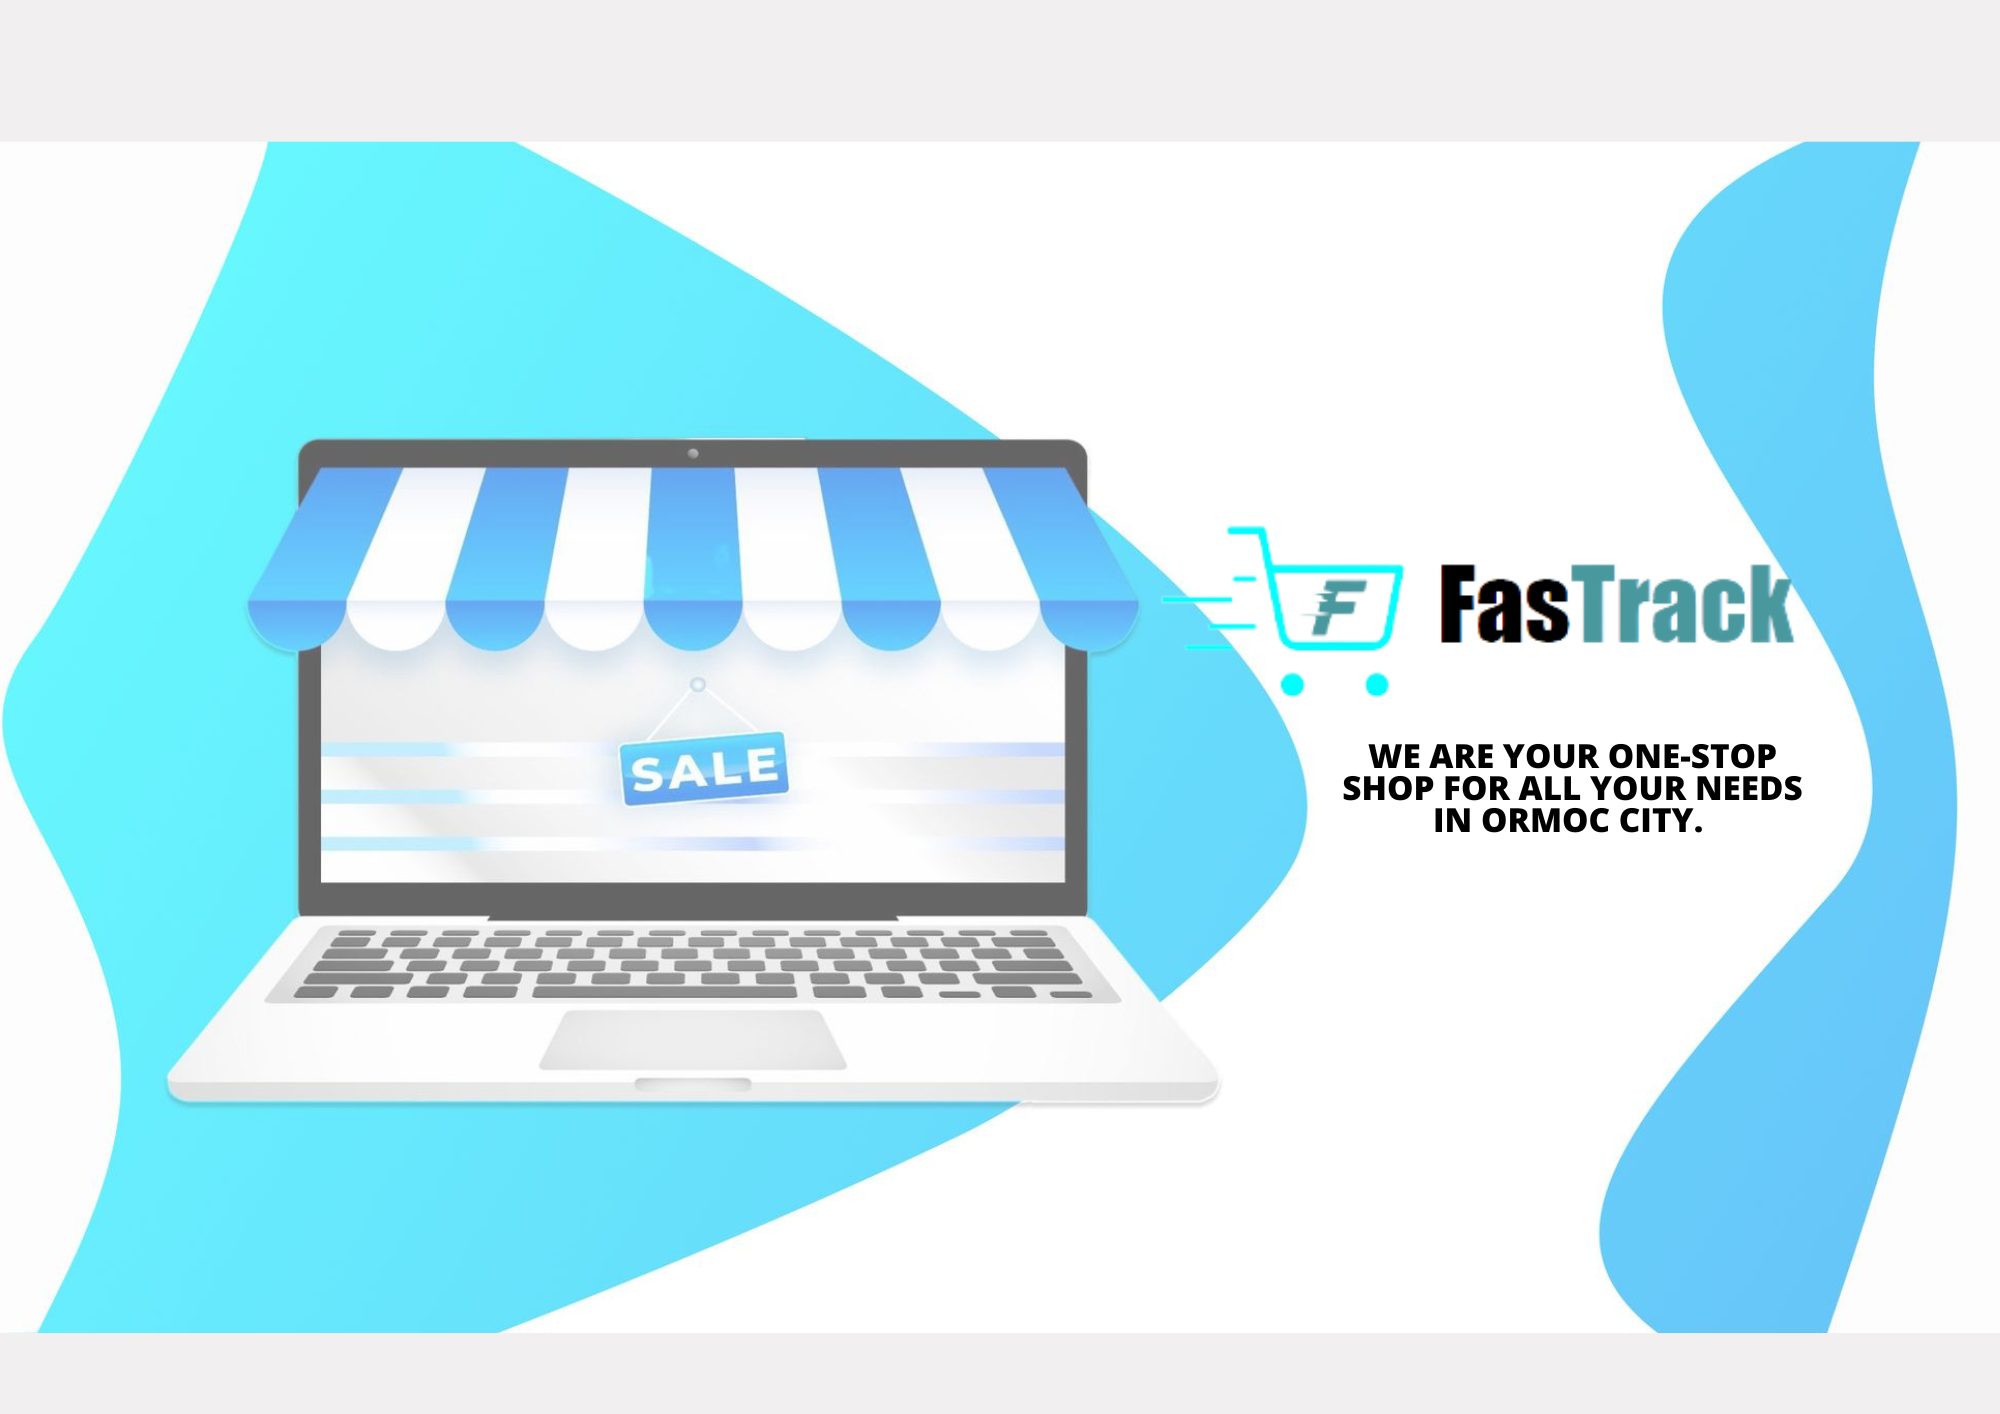 SALE
F
FasTrack
WE ARE YOUR ONE-STOP
SHOP FOR ALL YOUR NEEDS
IN ORMOC CITY.